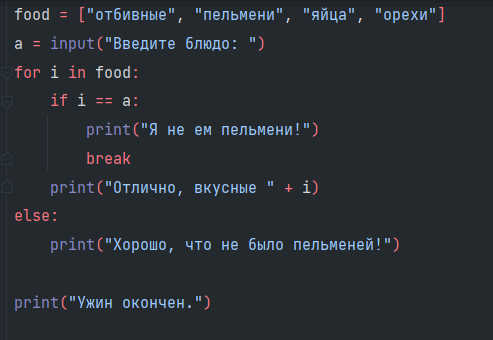 food = ["отбивные", "пельмени", "яйца", "орехи"]
a = input("Введите блюдо: ")
for i in food:
    if i == a:
        print("Я не ем пельмени!")
        break
    print("Отлично, вкусные " + i)
else:
    print("Хорошо, что не было пельменей!")

print("Ужин окончен.")